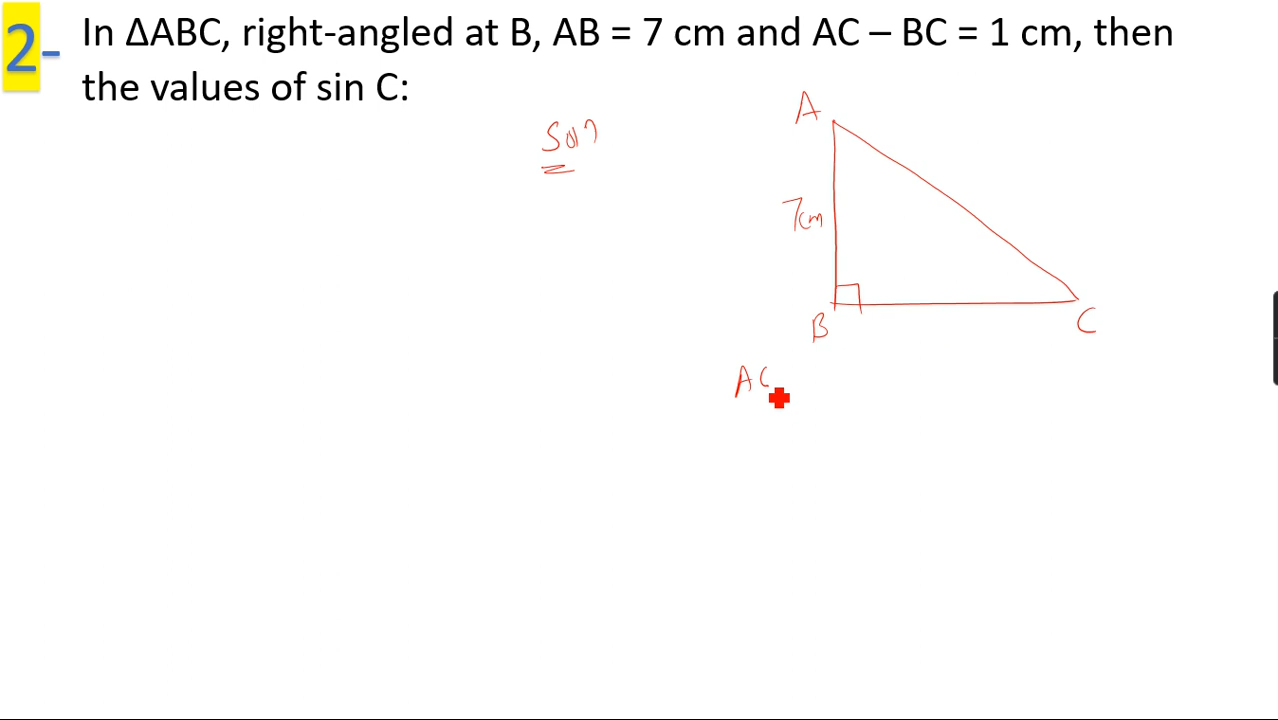 2- In ΔABC, right-angled at B, AB = 7 cm and AC – BC = 1 cm, then
the values of sin C:
A
Soln
7cm
B
C
AC